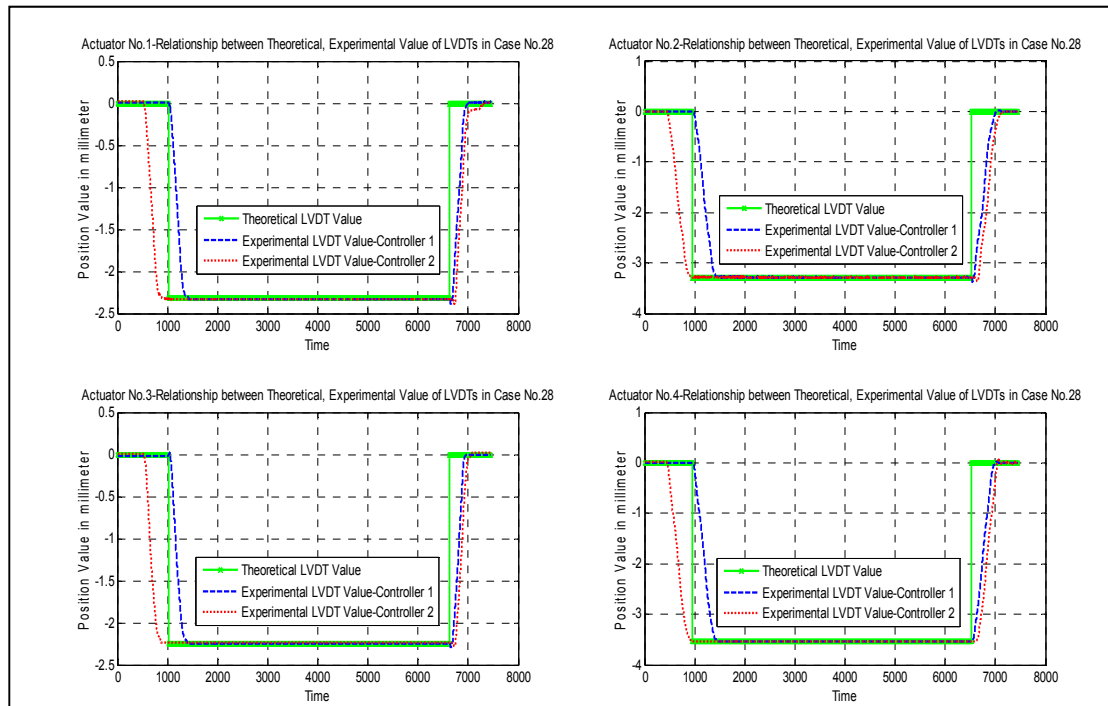 Actuator No.1-Relationship between Theoretical, Experimental Value of LVDTs in Case No.28
0.5
0
-0.5
-1
-1.5
-2
-2.5
Position Value in millimeter
Theoretical LVDT Value
Experimental LVDT Value-Controller 1
Experimental LVDT Value-Controller 2
0 1000 2000 3000 4000 5000 6000 7000 8000
Time
Actuator No.2-Relationship between Theoretical, Experimental Value of LVDTs in Case No.28
1
0
-1
-2
-3
-4
Position Value in millimeter
Theoretical LVDT Value
Experimental LVDT Value-Controller 1
Experimental LVDT Value-Controller 2
0 1000 2000 3000 4000 5000 6000 7000 8000
Time
Actuator No.3-Relationship between Theoretical, Experimental Value of LVDTs in Case No.28
0.5
0
-0.5
-1
-1.5
-2
-2.5
Position Value in millimeter
Theoretical LVDT Value
Experimental LVDT Value-Controller 1
Experimental LVDT Value-Controller 2
0 1000 2000 3000 4000 5000 6000 7000 8000
Time
Actuator No.4-Relationship between Theoretical, Experimental Value of LVDTs in Case No.28
1
0
-1
-2
-3
-4
Position Value in millimeter
Theoretical LVDT Value
Experimental LVDT Value-Controller 1
Experimental LVDT Value-Controller 2
0 1000 2000 3000 4000 5000 6000 7000 8000
Time